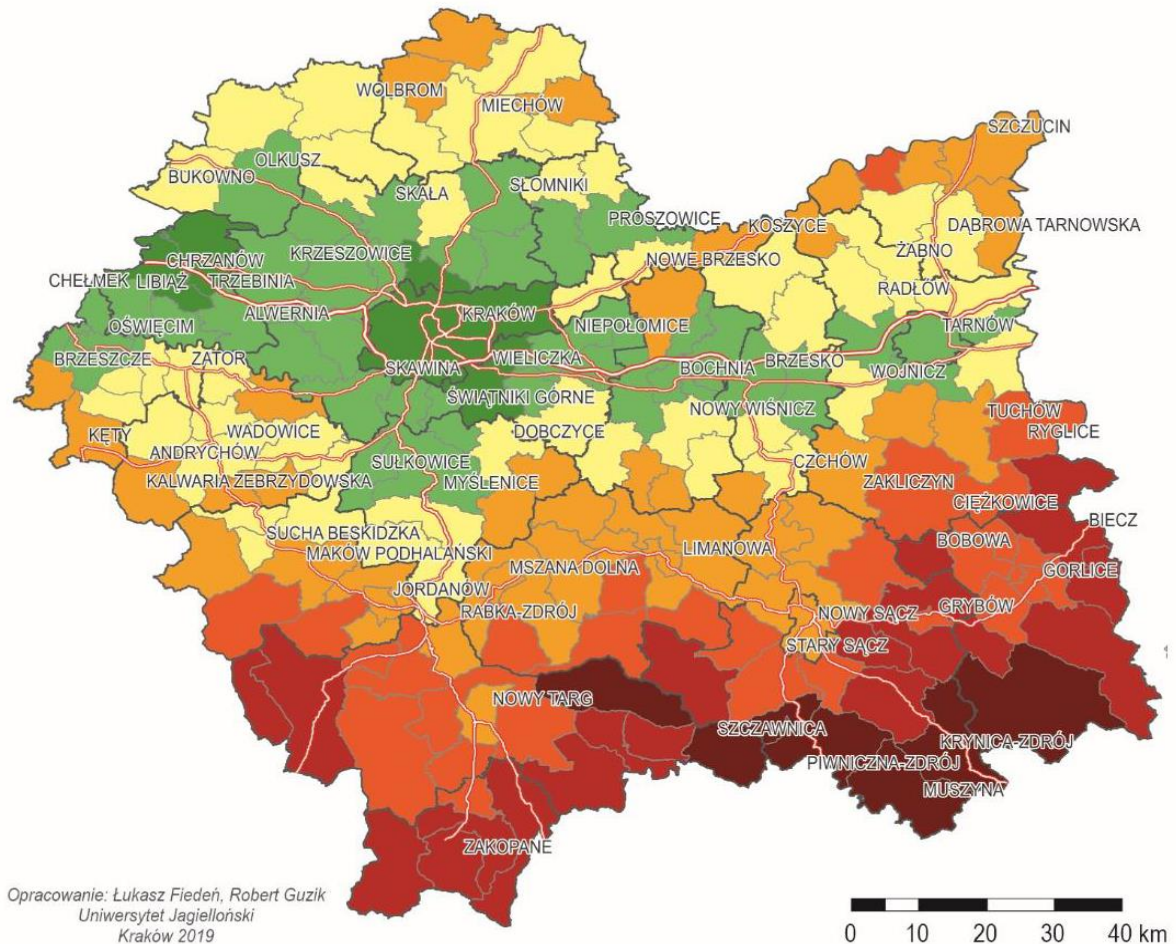 WOLBROM
MIECHÓW
SZCZUCIN
OLKUSZ
BUKOWNO
SKAŁA
SŁOMNIKI
PROSZOWICE
KOSZYCE
DĄBROWA TARNOWSKA
KRZESZOWICE
NOWE BRZESKO
ŻABNO
CHRZANÓW
CHEŁMEK
LIBIĄŻ
TRZEBINIA
RADŁÓW
ALWERNIA
KRAKÓW
NIEPOŁOMICE
TARNÓW
OŚWIĘCIM
BRZESZCZE
ZATOR
SKAWINA
WIELICZKA
BOCHNIA
BRZESKO
WOJNICZ
ŚWIĄTNIKI GÓRNE
NOWY WIŚNICZ
TUCHÓW
RYGLICE
KĘTY
WADOWICE
DOBCZYCE
ANDRYCHÓW
SUŁKOWICE
CZCHÓW
KALWARIA ZEBRZYDOWSKA
MYŚLENICE
ZAKLICZYN
CIĘŻKOWICE
BIECZ
SUCHA BESKIDZKA
MAKÓW PODHALAŃSKI
LIMANOWA
BOBOWA
MSZANA DOLNA
GORLICE
JORDANÓW
RABKA-ZDRÓJ
NOWY SĄCZ
GRYBÓW
STARY SĄCZ
NOWY TARG
SZCZAWNICA
KRYNICA-ZDRÓJ
PIWNICZNA-ZDRÓJ
MUSZYNA
ZAKOPANE
Opracowanie: Łukasz Fiedeń, Robert Guzik
Uniwersytet Jagielloński
Kraków 2019
0 10 20 30 40 km